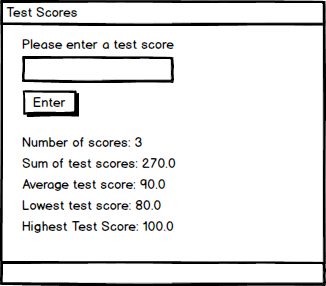 Test Scores
Please enter a test score
Enter
Number of scores: 3
Sum of test scores: 270.0
Average test score: 90.0
Lowest test score: 80.0
Highest Test Score: 100.0